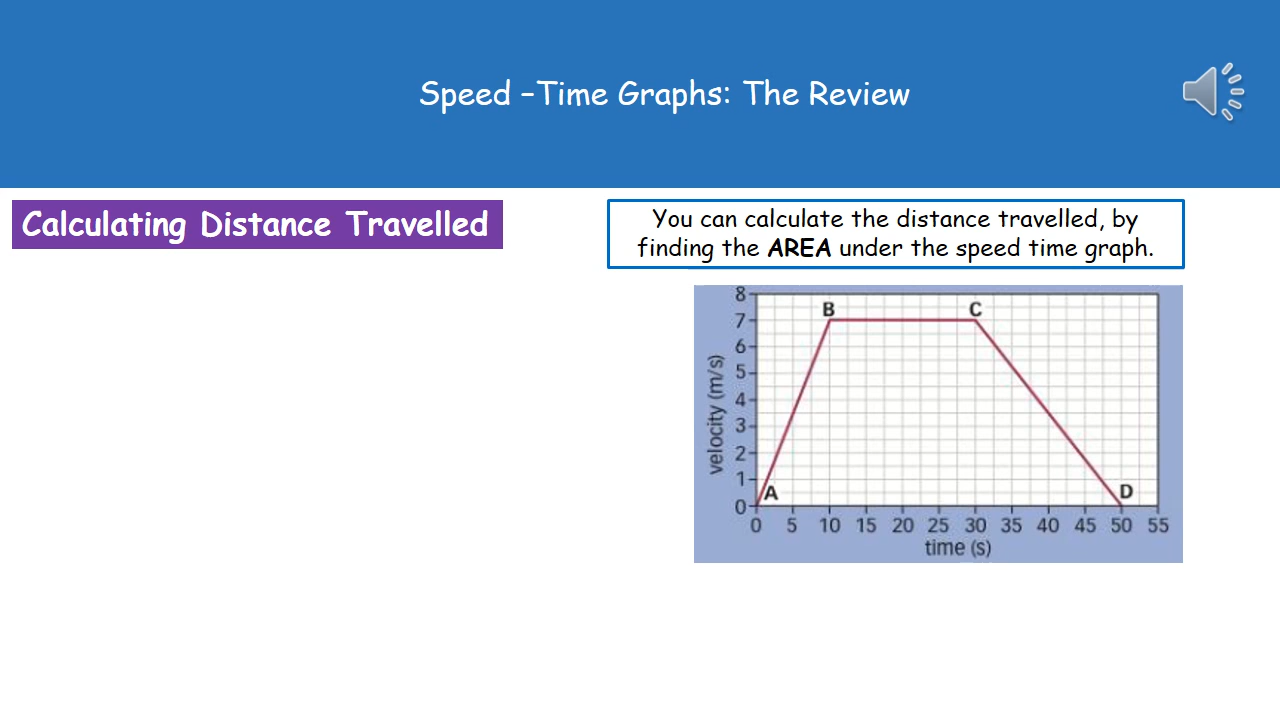 Speed –Time Graphs: The Review
Calculating Distance Travelled
You can calculate the distance travelled, by
finding the AREA under the speed time graph.
8
7
6
5
4
3
2
1
0
velocity (m/s)
B
C
A
D
0 5 10 15 20 25 30 35 40 45 50 55
time (s)